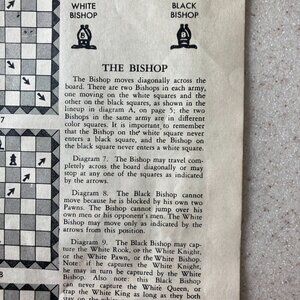 WHITE BISHOP
BLACK BISHOP
THE BISHOP
The Bishop moves diagonally across the
board. There are two Bishops in each army,
one moving on the white squares and the
other on the black squares, as shown in the
lineup in diagram A, on page 5; the two
Bishops in the same army are in different
color squares. It is important to remember
that the Bishop on the white square never
enters a black square, and the Bishop on
the black square never enters a white square.
Diagram 7. The Bishop may travel
completely across the board diagonally or may
stop at any one of the squares as indicated
by the arrows.
Diagram 8. The Black Bishop cannot
move because he is blocked by his own two
Pawns. The Bishop cannot jump over his
own men or his opponent's men. The White
Bishop may move only as indicated by the
arrows from this position.
Diagram 9. The Black Bishop may cap-
ture the White Rook, or the White Knight,
or the White Pawn, or the White Bishop.
Note: if he captures the White Knight,
he may in turn be captured by the White
Bishop. Also note: this Black Bishop
can never capture the White Queen, or
tap the White King as long as they both
stay on the white
7
8